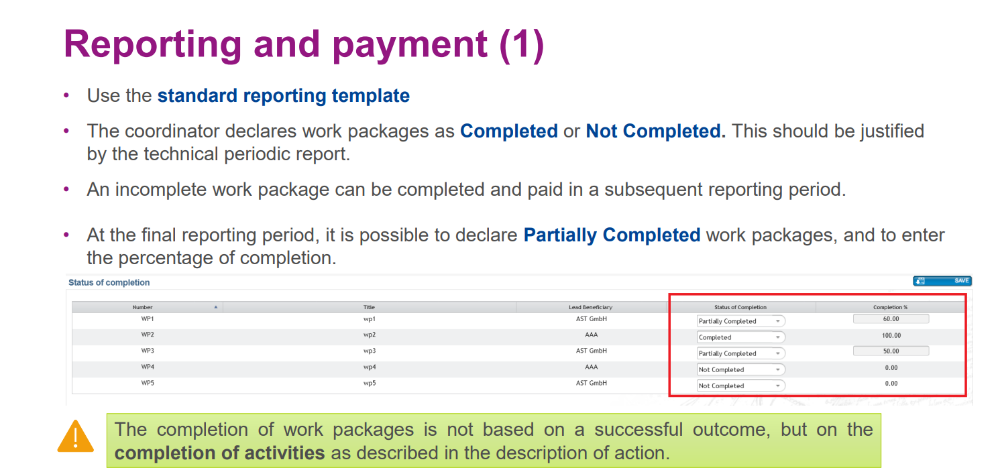 Reporting and payment (1)
• Use the standard reporting template
• The coordinator declares work packages as Completed or Not Completed. This should be justified
by the technical periodic report.
• An incomplete work package can be completed and paid in a subsequent reporting period.
• At the final reporting period, it is possible to declare Partially Completed work packages, and to enter
the percentage of completion.
Status of completion SAVE
Number Title Lead Beneficiary Status of Completion Completion %
WP1 wp1 AST GmbH Partially Completed 60.00
WP2 wp2 AAA Completed 100.00
WP3 wp3 AST GmbH Partially Completed 50.00
WP4 wp4 AAA Not Completed 0.00
WP5 wp5 AST GmbH Not Completed 0.00
The completion of work packages is not based on a successful outcome, but on the
completion of activities as described in the description of action.